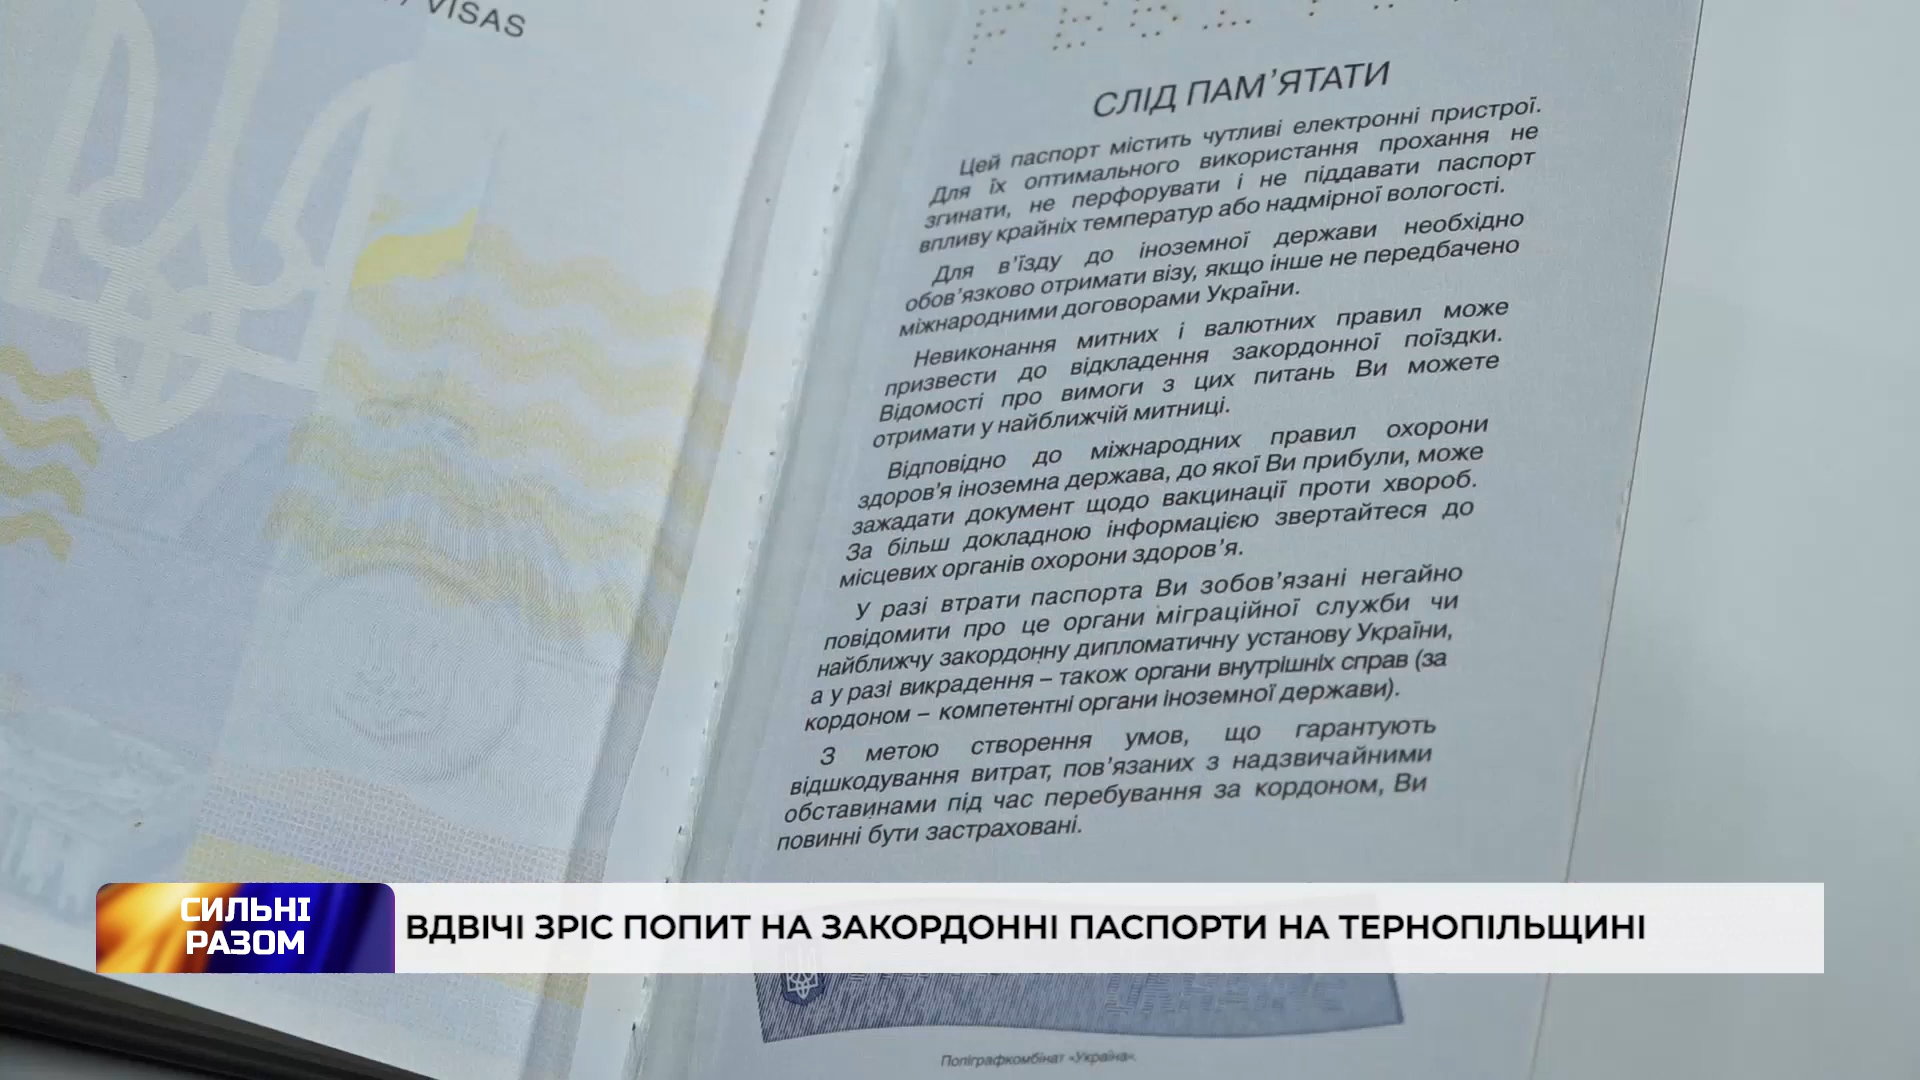 VISAS
СЛІД ПАМ’ЯТАТИ
Цей паспорт містить чутливі електронні пристрої.
Для їх оптимального використання прохання не
згинати, не перфорувати і не піддавати паспорт
впливу крайніх температур або надмірної вологості.
Для в’їзду до іноземної держави необхідно
обов’язково отримати візу, якщо інше не передбачено
міжнародними договорами України.
Невиконання митних і валютних правил може
призвести до відкладення закордонної поїздки.
Відомості про вимоги з цих питань Ви можете
отримати у найближчій митниці.
Відповідно до міжнародних правил охорони
здоров’я іноземна держава, до якої Ви прибули, може
зажадати документ щодо вакцинації проти хвороб.
За більш докладною інформацією звертайтеся до
місцевих органів охорони здоров’я.
У разі втрати паспорта Ви зобов’язані негайно
повідомити про це органи міграційної служби чи
найближчу закордонну дипломатичну установу України,
а у разі викрадення – також органи внутрішніх справ (за
кордоном – компетентні органи іноземної держави).
З метою створення умов, що гарантують
відшкодування витрат, пов’язаних з надзвичайними
обставинами під час перебування за кордоном, Ви
повинні бути застраховані.
СИЛЬНІ
РАЗОМ
ВДВІЧІ ЗРІС ПОПИТ НА ЗАКОРДОННІ ПАСПОРТИ НА ТЕРНОПІЛЬЩИНІ
Поліграфкомбінат «Україна».